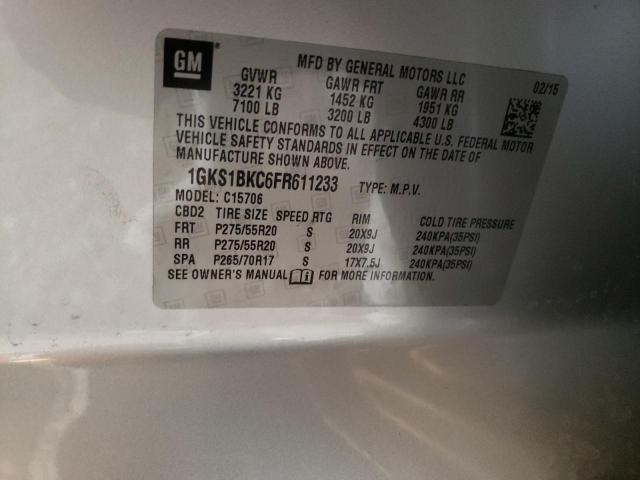 GM
MFD BY GENERAL MOTORS LLC
02/15
GVWR GAWR FRT GAWR RR
3221 KG 1452 KG 1951 KG
7100 LB 3200 LB 4300 LB
THIS VEHICLE CONFORMS TO ALL APPLICABLE U.S. FEDERAL MOTOR
VEHICLE SAFETY STANDARDS IN EFFECT ON THE DATE OF
MANUFACTURE SHOWN ABOVE.
1GKS1BKC6FR611233 TYPE: M.P.V.
MODEL: C15706
CBD2 TIRE SIZE SPEED RTG RIM COLD TIRE PRESSURE
FRT P275/55R20 S 20X9J 240KPA(35PSI)
RR P275/55R20 S 20X9J 240KPA(35PSI)
SPA P265/70R17 S 17X7.5J 240KPA(35PSI)
SEE OWNER'S MANUAL FOR MORE INFORMATION.